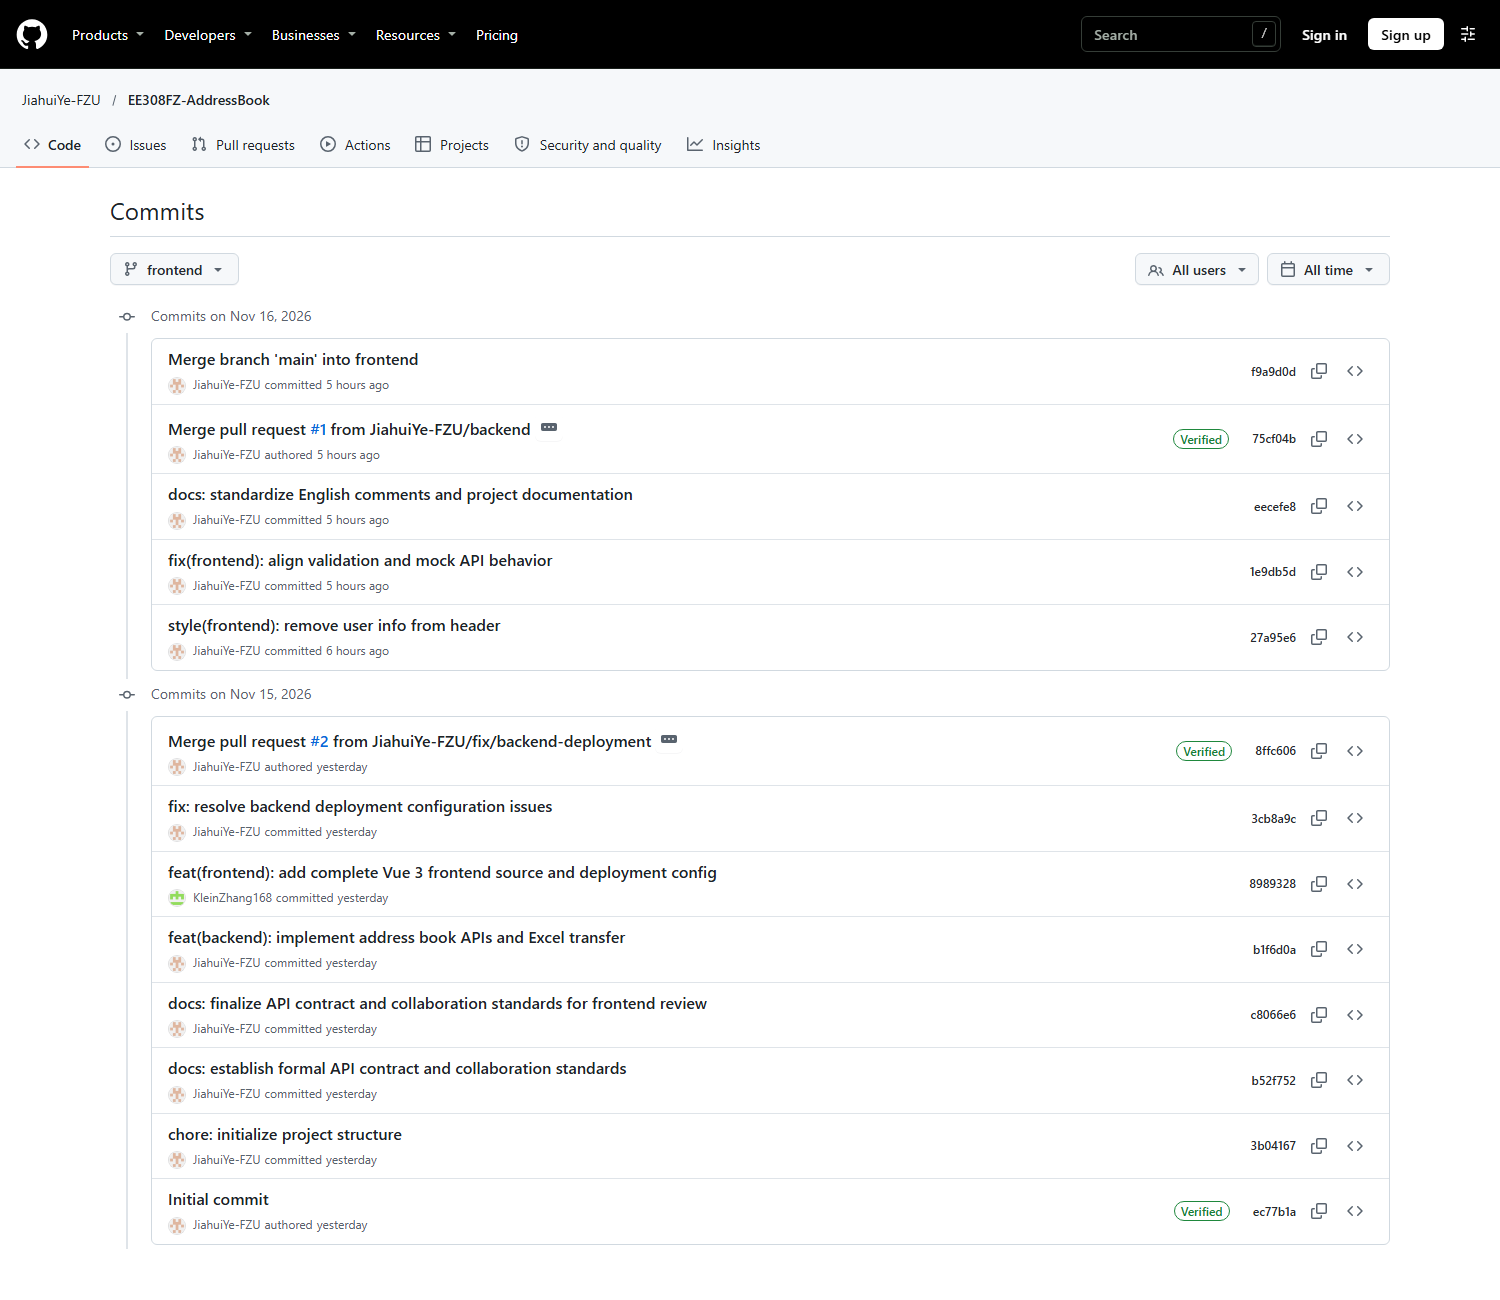 Products Developers Businesses Resources Pricing Search / Sign in Sign up
JiahuiYe-FZU / EE308FZ-AddressBook
Code Issues Pull requests Actions Projects Security and quality Insights
Commits
frontend All users All time
Commits on Nov 16, 2026
Merge branch 'main' into frontend
JiahuiYe-FZU committed 5 hours ago
f9a9d0d
Merge pull request #1 from JiahuiYe-FZU/backend
JiahuiYe-FZU authored 5 hours ago
Verified 75cf04b
docs: standardize English comments and project documentation
JiahuiYe-FZU committed 5 hours ago
eecefe8
fix(frontend): align validation and mock API behavior
JiahuiYe-FZU committed 5 hours ago
1e9db5d
style(frontend): remove user info from header
JiahuiYe-FZU committed 6 hours ago
27a95e6
Commits on Nov 15, 2026
Merge pull request #2 from JiahuiYe-FZU/fix/backend-deployment
JiahuiYe-FZU authored yesterday
Verified 8ffc606
fix: resolve backend deployment configuration issues
JiahuiYe-FZU committed yesterday
3cb8a9c
feat(frontend): add complete Vue 3 frontend source and deployment config
KleinZhang168 committed yesterday
8989328
feat(backend): implement address book APIs and Excel transfer
JiahuiYe-FZU committed yesterday
b1f6d0a
docs: finalize API contract and collaboration standards for frontend review
JiahuiYe-FZU committed yesterday
c8066e6
docs: establish formal API contract and collaboration standards
JiahuiYe-FZU committed yesterday
b52f752
chore: initialize project structure
JiahuiYe-FZU committed yesterday
3b04167
Initial commit
JiahuiYe-FZU authored yesterday
Verified ec77b1a